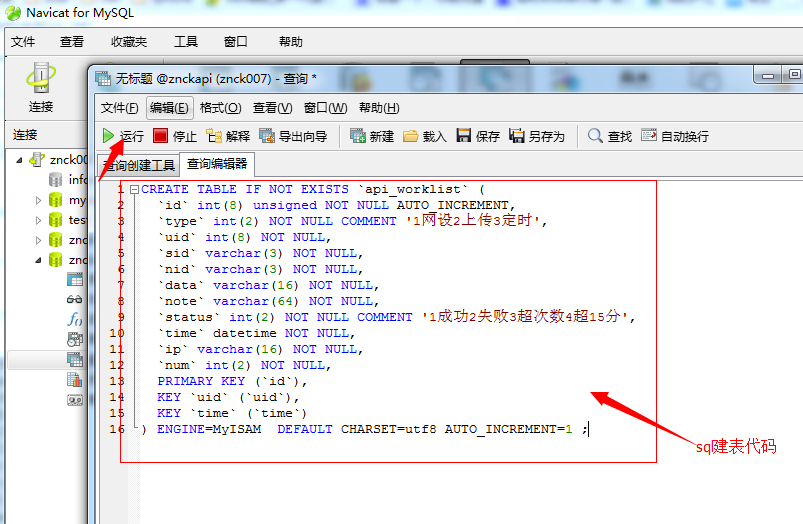 Navicat for MySQL
文件 查看 收藏夹 工具 窗口 帮助
连接
无标题 @znckapi (znck007) - 查询 *
文件(F) 编辑(E) 格式(O) 查看(V) 窗口(W) 帮助(H)
运行 停止 解释 导出向导 新建 载入 保存 另存为 查找 自动换行
连接
查询创建工具 查询编辑器
znck00
info
my
test
zn
zn
1 CREATE TABLE IF NOT EXISTS `api_worklist` (
2 `id` int(8) unsigned NOT NULL AUTO_INCREMENT,
3 `type` int(2) NOT NULL COMMENT '1网设2上传3定时',
4 `uid` int(8) NOT NULL,
5 `sid` varchar(3) NOT NULL,
6 `nid` varchar(3) NOT NULL,
7 `data` varchar(16) NOT NULL,
8 `note` varchar(64) NOT NULL,
9 `status` int(2) NOT NULL COMMENT '1成功2失败3超次数4超15分',
10 `time` datetime NOT NULL,
11 `ip` varchar(16) NOT NULL,
12 `num` int(2) NOT NULL,
13 PRIMARY KEY (`id`),
14 KEY `uid` (`uid`),
15 KEY `time` (`time`)
16 ) ENGINE=MyISAM DEFAULT CHARSET=utf8 AUTO_INCREMENT=1 ;
sq建表代码